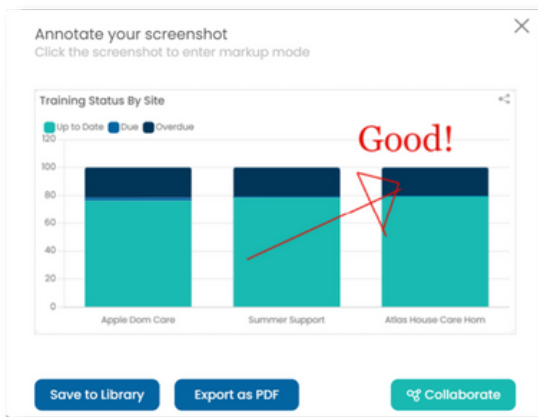 Annotate your screenshot
Click the screenshot to enter markup mode
Training Status By Site
Up to Date Due Overdue
120
Good!
100
80
60
40
20
0
Apple Dom Care Summer Support Atlas House Care Hom
Save to Library Export as PDF Collaborate